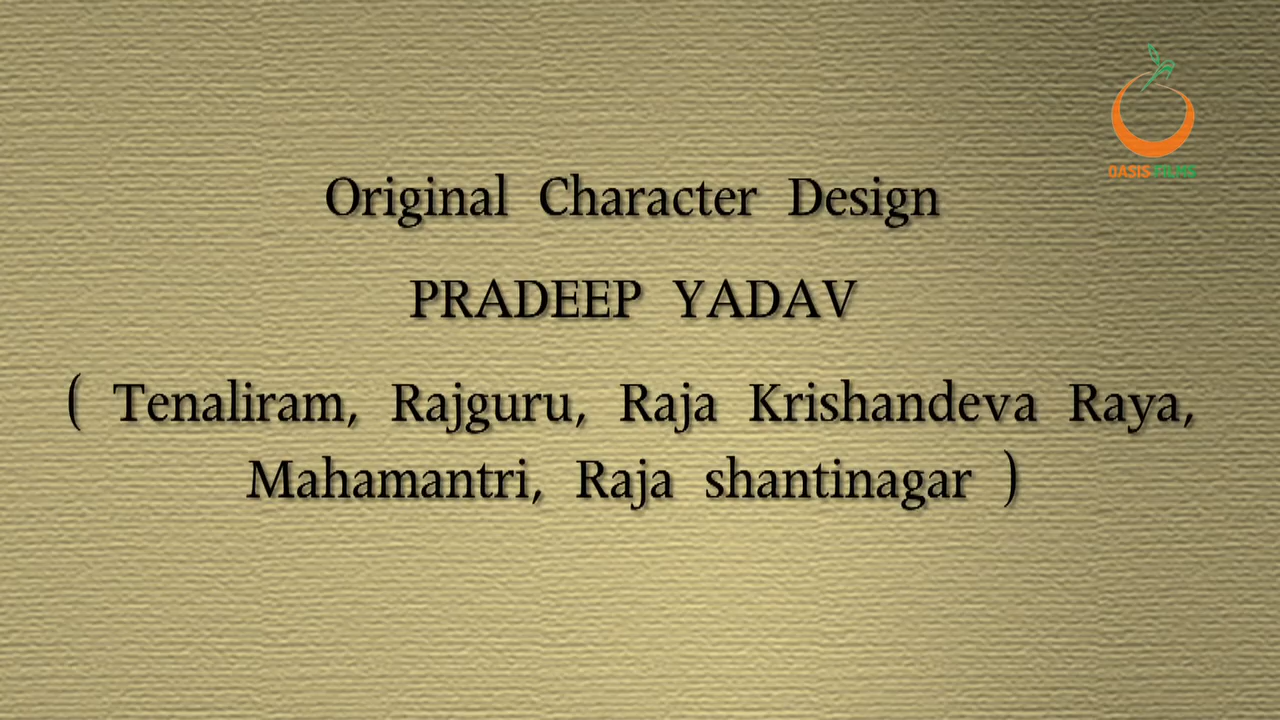 OASIS FILMS
Original Character Design
PRADEEP YADAV
( Tenaliram, Rajguru, Raja Krishandeva Raya,
Mahamantri, Raja shantinagar )